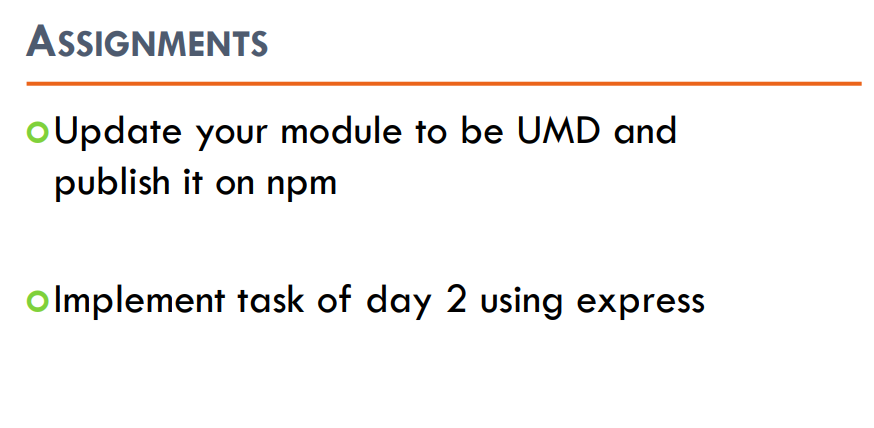 ASSIGNMENTS
Update your module to be UMD and
publish it on npm
Implement task of day 2 using express